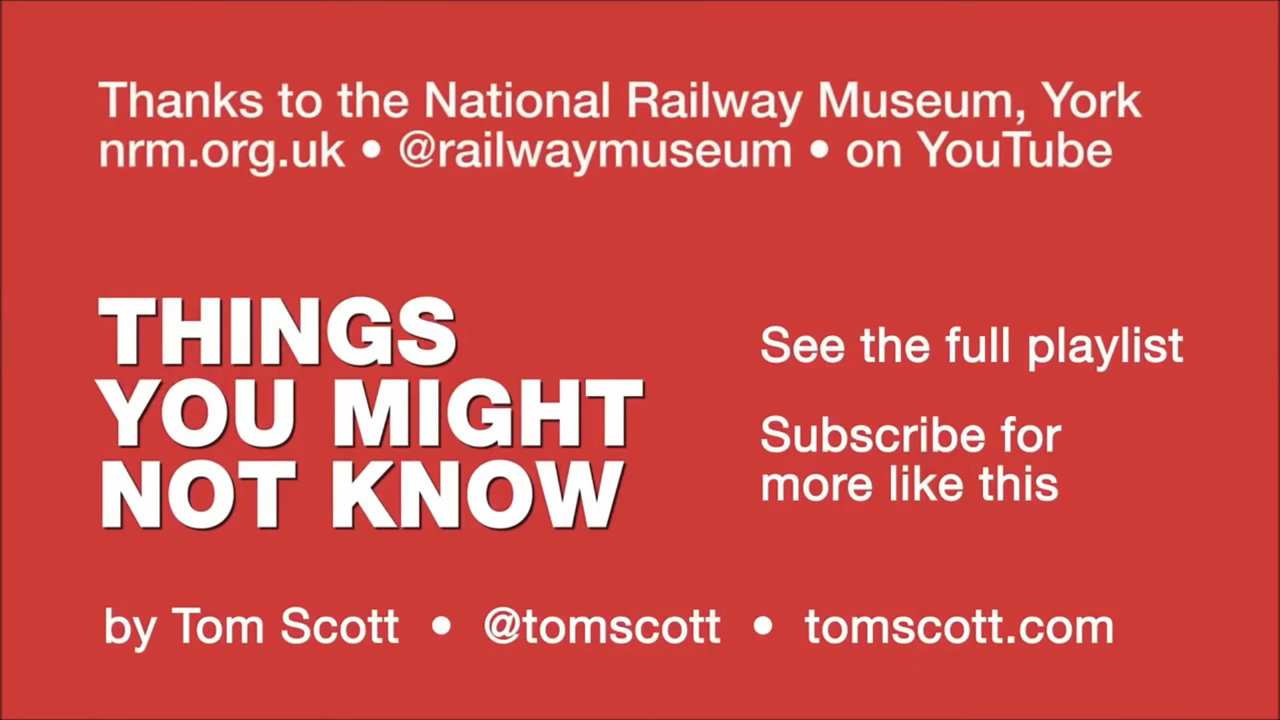 Thanks to the National Railway Museum, York
nrm.org.uk • @railwaymuseum • on YouTube
THINGS
YOU MIGHT
NOT KNOW
See the full playlist
Subscribe for
more like this
by Tom Scott • @tomscott • tomscott.com